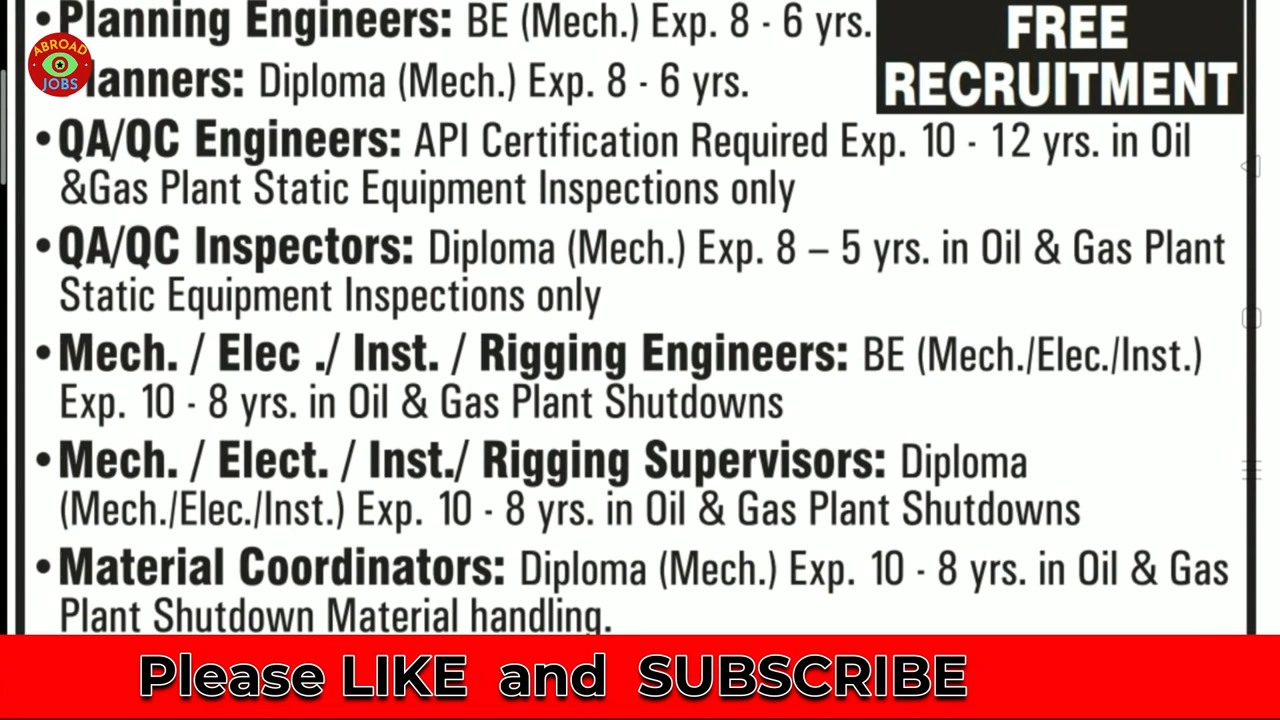 • Planning Engineers: BE (Mech.) Exp. 8 - 6 yrs.
FREE
RECRUITMENT
ABROAD
JOBS
Planners: Diploma (Mech.) Exp. 8 - 6 yrs.
• QA/QC Engineers: API Certification Required Exp. 10 - 12 yrs. in Oil
&Gas Plant Static Equipment Inspections only
• QA/QC Inspectors: Diploma (Mech.) Exp. 8 – 5 yrs. in Oil & Gas Plant
Static Equipment Inspections only
• Mech. / Elec ./ Inst. / Rigging Engineers: BE (Mech./Elec./Inst.)
Exp. 10 - 8 yrs. in Oil & Gas Plant Shutdowns
• Mech. / Elect. / Inst./ Rigging Supervisors: Diploma
(Mech./Elec./Inst.) Exp. 10 - 8 yrs. in Oil & Gas Plant Shutdowns
• Material Coordinators: Diploma (Mech.) Exp. 10 - 8 yrs. in Oil & Gas
Plant Shutdown Material handling.
Please LIKE and SUBSCRIBE